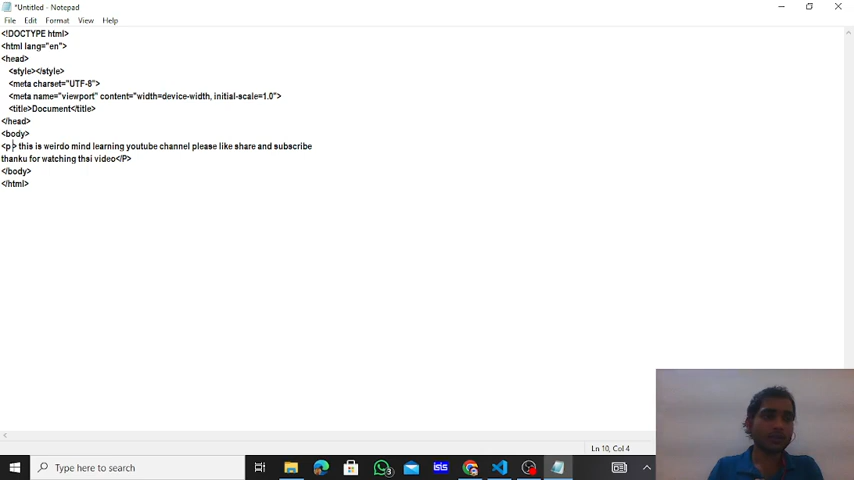 *Untitled - Notepad
File Edit Format View Help
<!DOCTYPE html>
<html lang="en">
<head>
<style></style>
<meta charset="UTF-8">
<meta name="viewport" content="width=device-width, initial-scale=1.0">
<title>Document</title>
</head>
<body>
<p > this is weirdo mind learning youtube channel please like share and subscribe
thanku for watching thsi video</P>
</body>
</html>
Ln 10, Col 4
Type here to search
3
isis